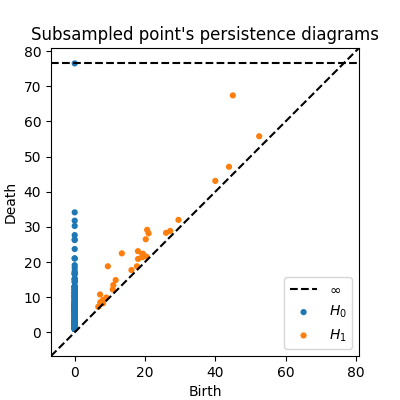 Subsampled point's persistence diagrams
80
70
60
50
40
30
20
10
0
Death
0 20 40 60 80
Birth
∞
H₀
H₁